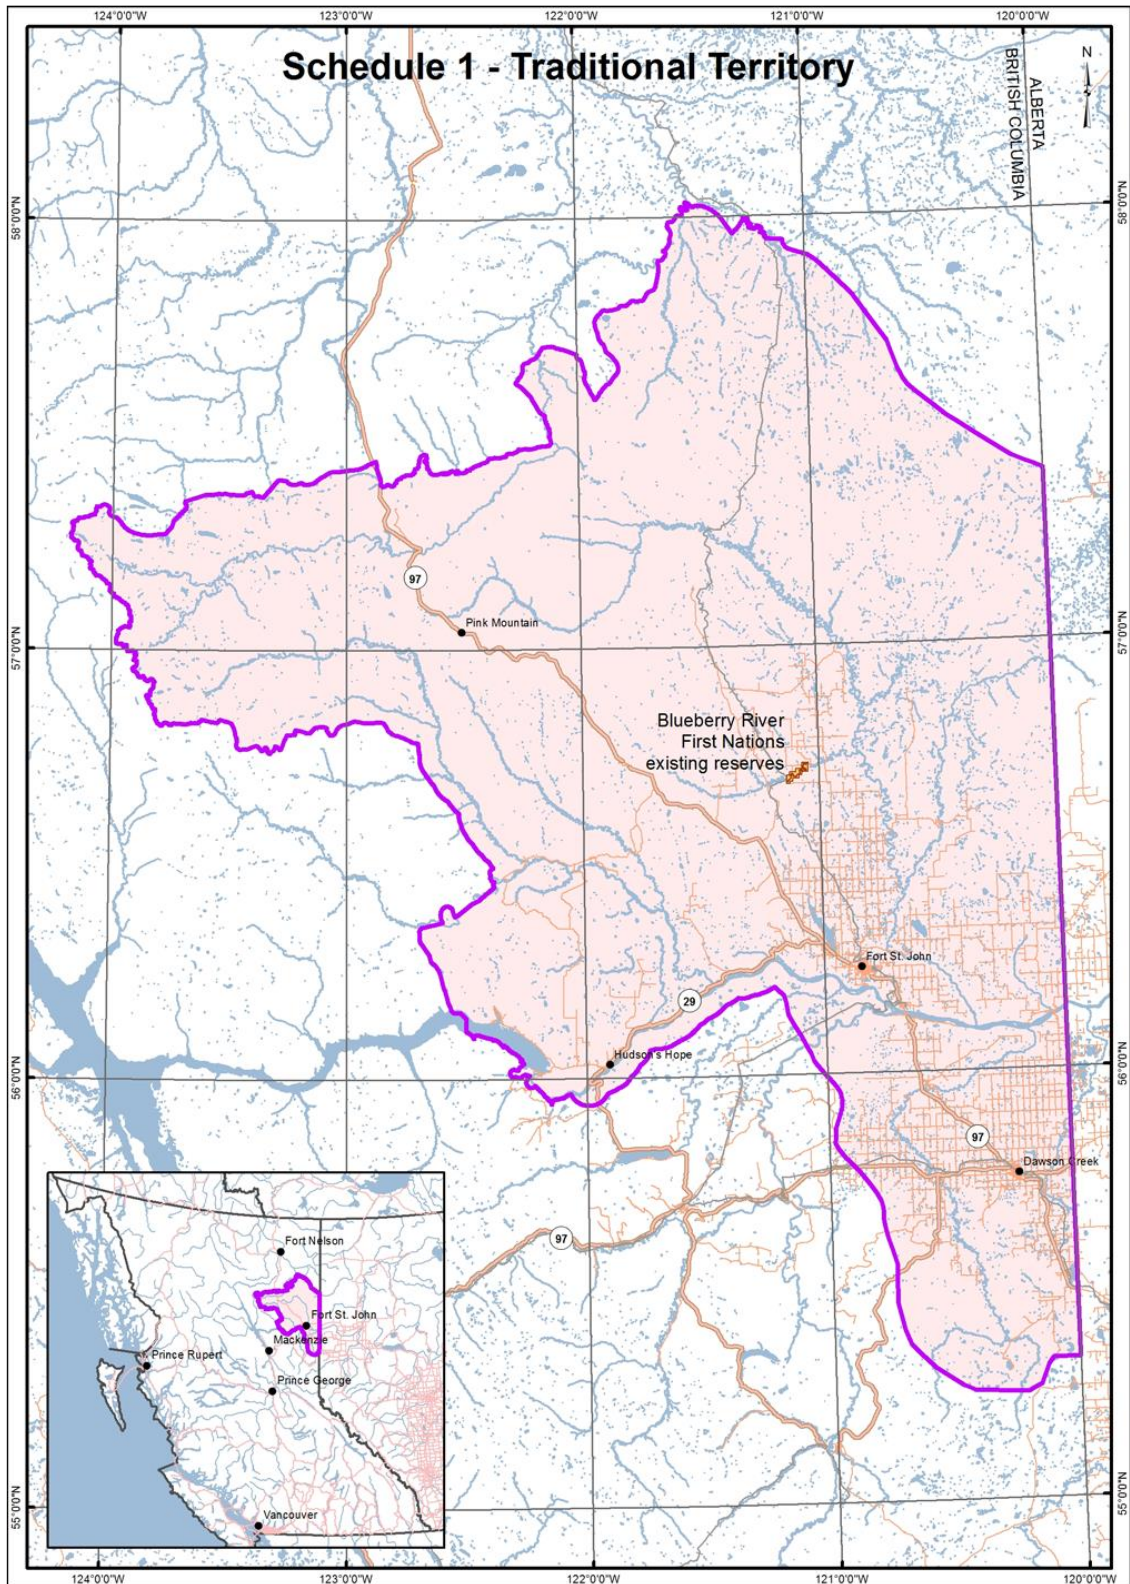 124°0'0"W
123°0'0"W
122°0'0"W
121°0'0"W
120°0'0"W
Schedule 1 - Traditional Territory
N
ALBERTA
BRITISH COLUMBIA
58°0'0"N
58°0'0"N
97
Pink Mountain
57°0'0"N
57°0'0"N
Blueberry River
First Nations
existing reserves
Fort St. John
29
Hudson's Hope
56°0'0"N
56°0'0"N
97
Dawson Creek
97
Fort Nelson
Fort St. John
Mackenzie
Prince Rupert
Prince George
Vancouver
55°0'0"N
55°0'0"N
124°0'0"W
123°0'0"W
122°0'0"W
121°0'0"W
120°0'0"W